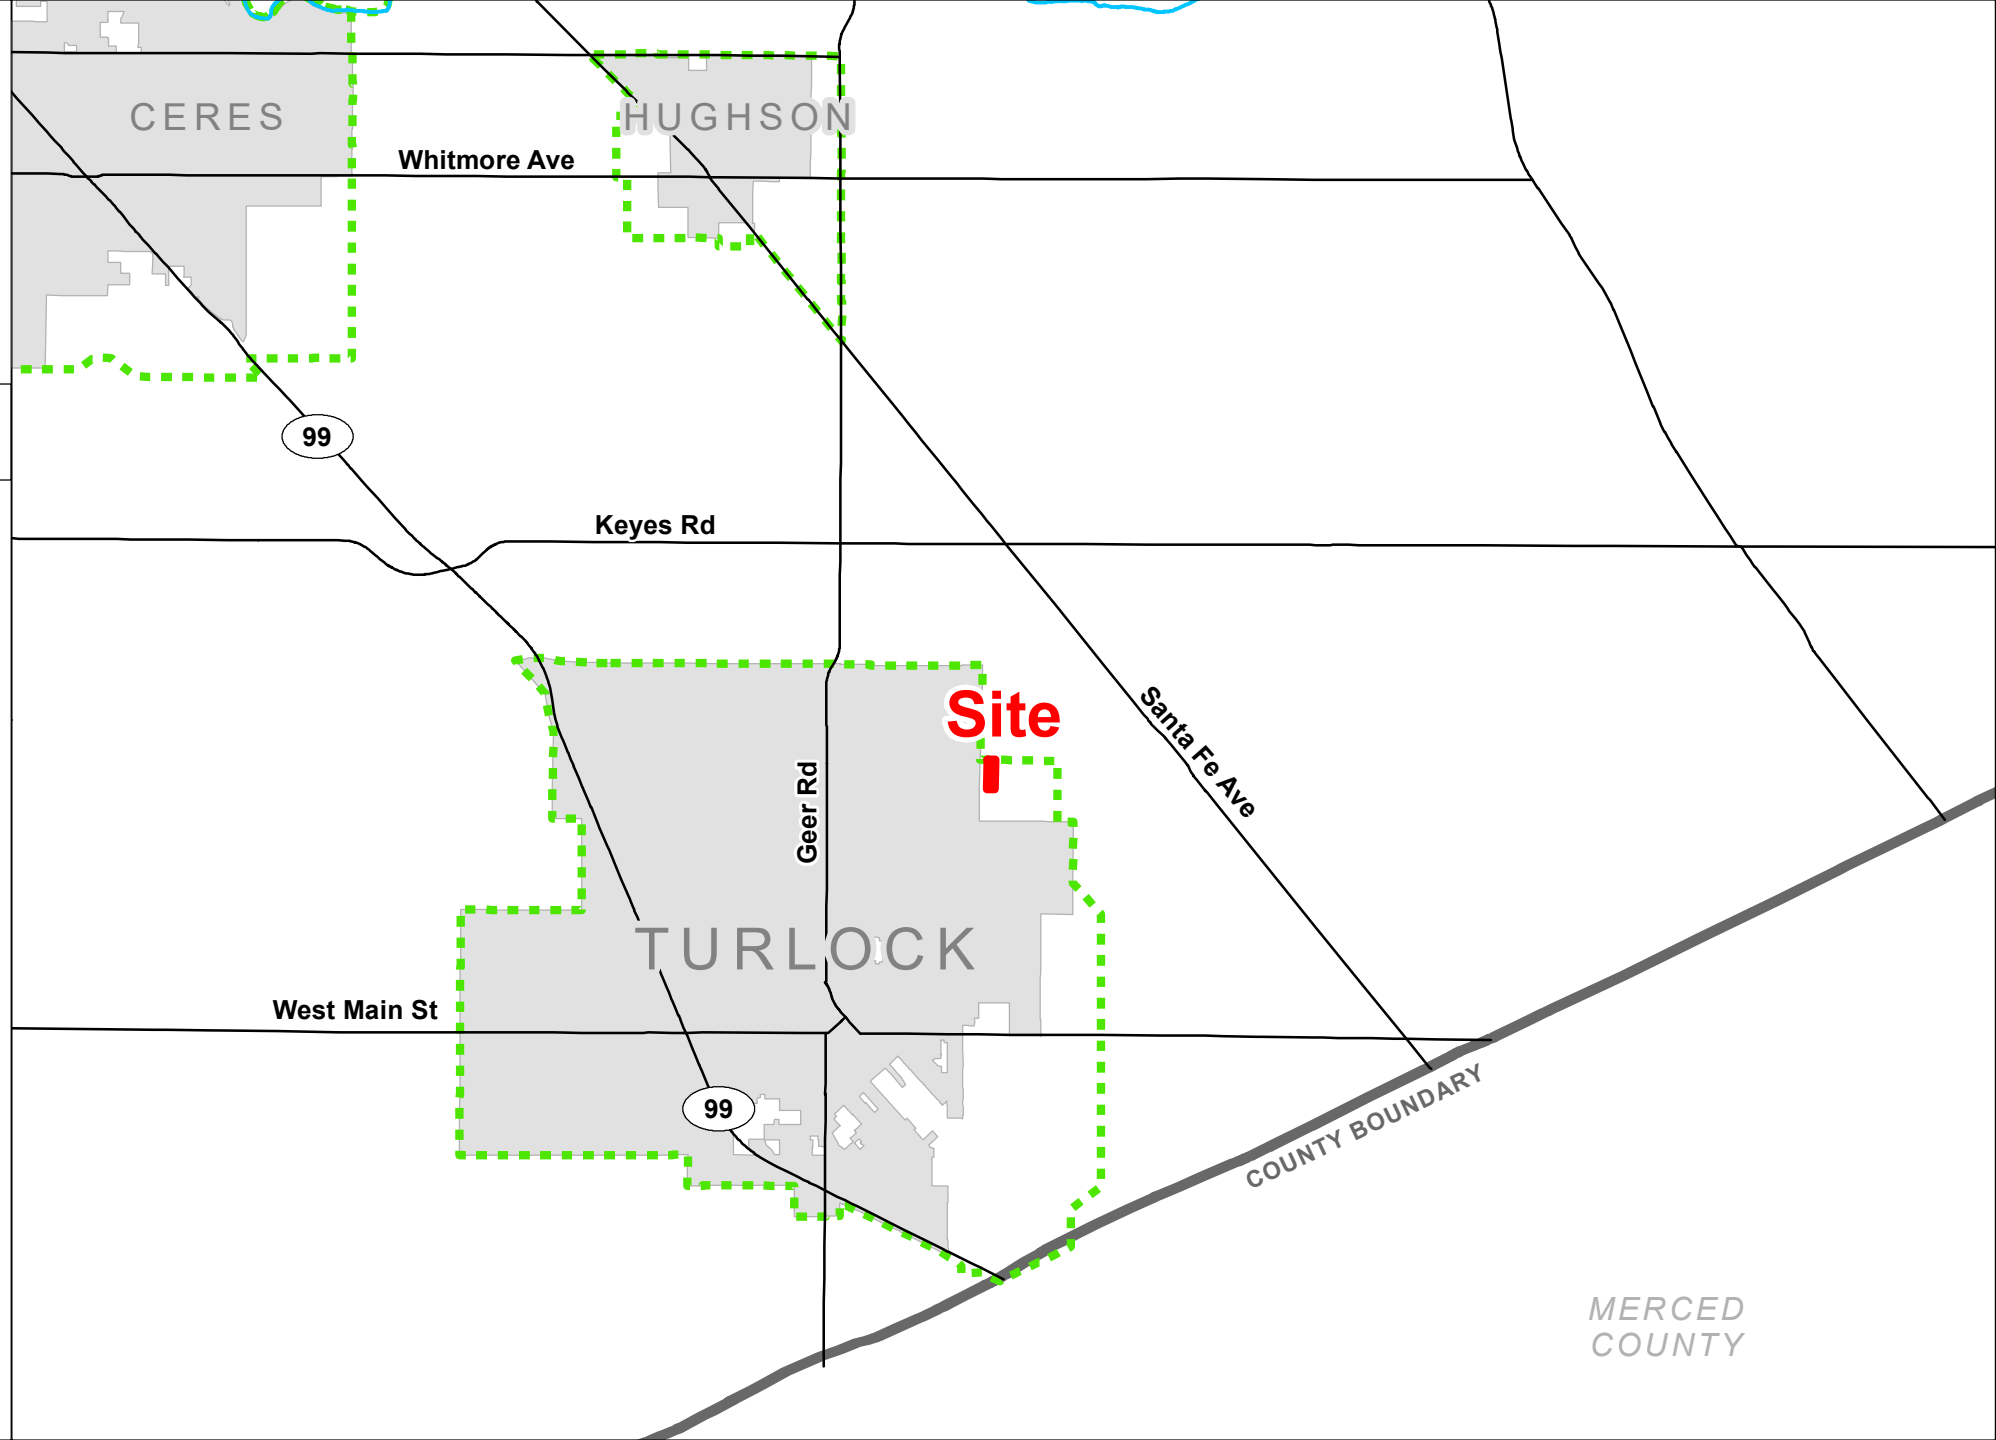 CERES
HUGHSON
Whitmore Ave
99
Keyes Rd
Site
Santa Fe Ave
Geer Rd
TURLOCK
West Main St
99
COUNTY BOUNDARY
MERCED
COUNTY